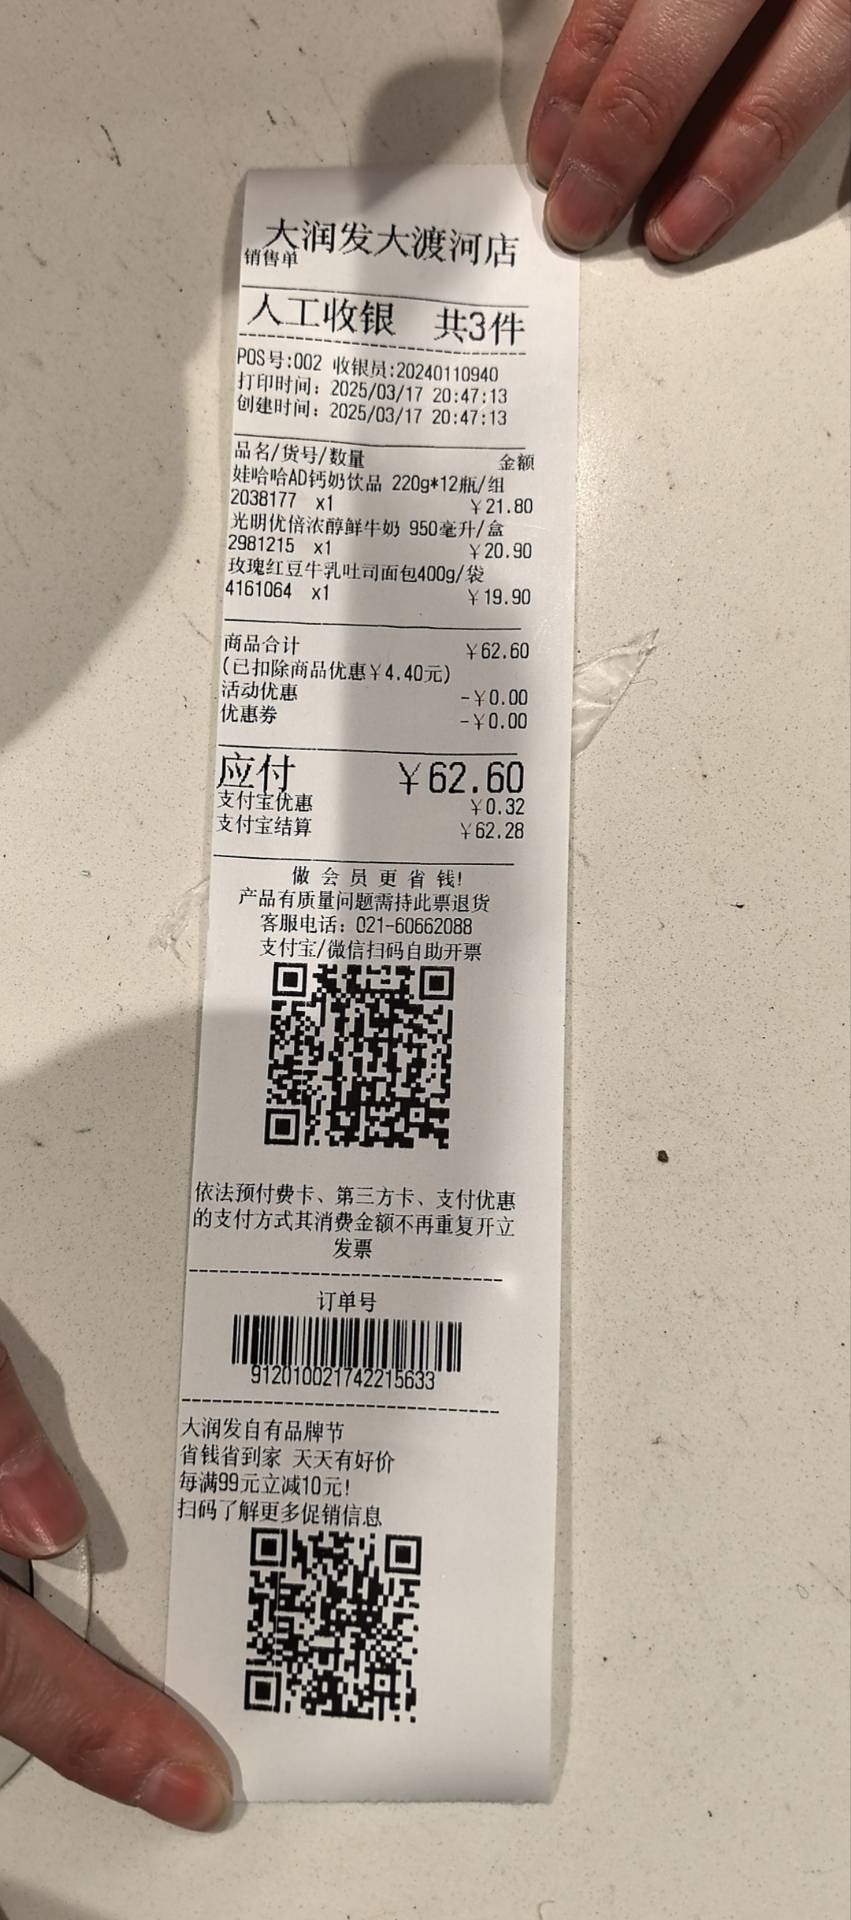 大润发大渡河店
销售单
人工收银 共3件
POS号:002 收银员:20240110940
打印时间: 2025/03/17 20:47:13
创建时间: 2025/03/17 20:47:13
品名/货号/数量 金额
娃哈哈AD钙奶饮品 220g*12瓶/组
2038177 x1 ￥21.80
光明优倍浓醇鲜牛奶 950毫升/盒
2981215 x1 ￥20.90
玫瑰红豆牛乳吐司面包400g/袋
4161064 x1 ￥19.90
商品合计 ￥62.60
(已扣除商品优惠￥4.40元)
活动优惠 -￥0.00
优惠券 -￥0.00
应付 ￥62.60
支付宝优惠 ￥0.32
支付宝结算 ￥62.28
做 会 员 更 省 钱!
产品有质量问题需持此票退货
客服电话: 021-60662088
支付宝/微信扫码自助开票
依法预付费卡、第三方卡、支付优惠
的支付方式其消费金额不再重复开立
发票
订单号
912010021742215633
大润发自有品牌节
省钱省到家 天天有好价
每满99元立减10元!
扫码了解更多促销信息